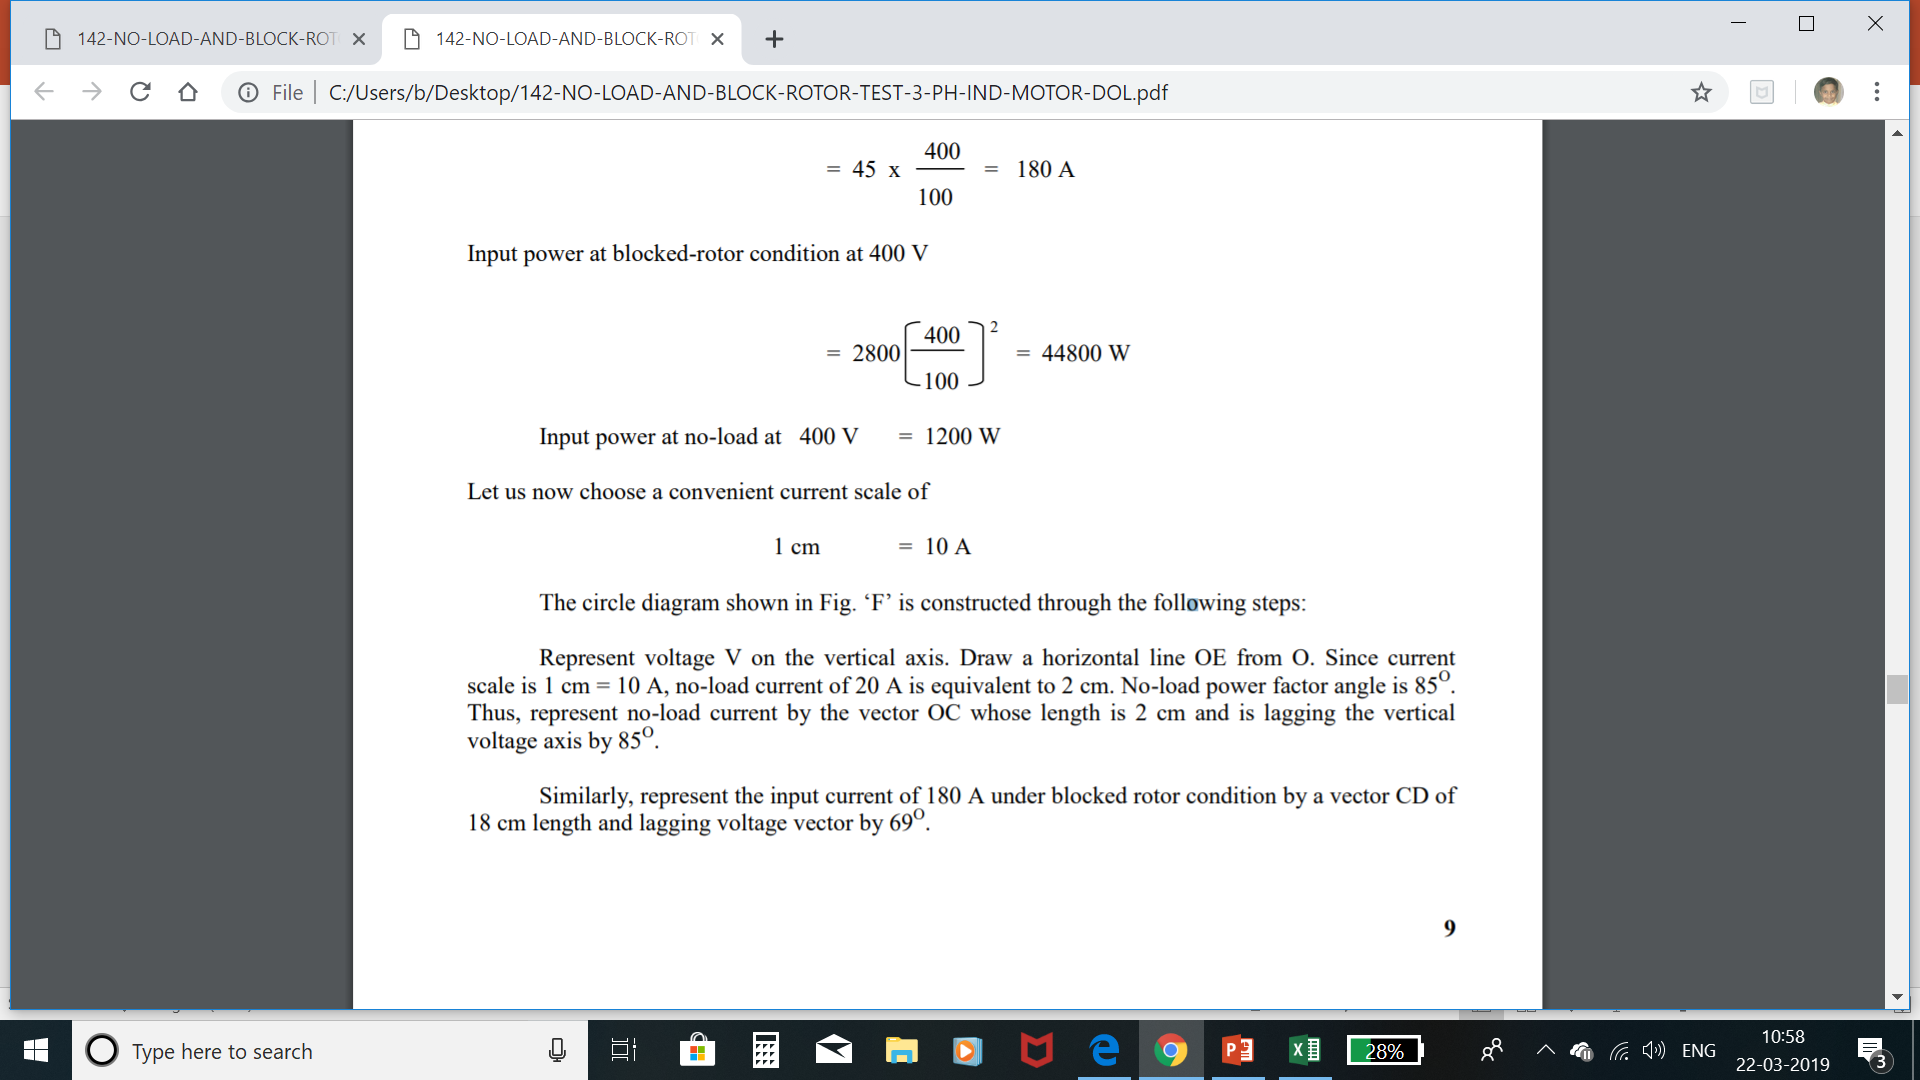 142-NO-LOAD-AND-BLOCK-ROT
142-NO-LOAD-AND-BLOCK-ROT
File
C:/Users/b/Desktop/142-NO-LOAD-AND-BLOCK-ROTOR-TEST-3-PH-IND-MOTOR-DOL.pdf
= 45 x 400/100 = 180 A
Input power at blocked-rotor condition at 400 V
= 2800 [400/100]² = 44800 W
Input power at no-load at 400 V = 1200 W
Let us now choose a convenient current scale of
1 cm = 10 A
The circle diagram shown in Fig. ‘F’ is constructed through the following steps:
Represent voltage V on the vertical axis. Draw a horizontal line OE from O. Since current
scale is 1 cm = 10 A, no-load current of 20 A is equivalent to 2 cm. No-load power factor angle is 85⁰.
Thus, represent no-load current by the vector OC whose length is 2 cm and is lagging the vertical
voltage axis by 85⁰.
Similarly, represent the input current of 180 A under blocked rotor condition by a vector CD of
18 cm length and lagging voltage vector by 69⁰.
9
Type here to search
28%
ENG
10:58
22-03-2019
3